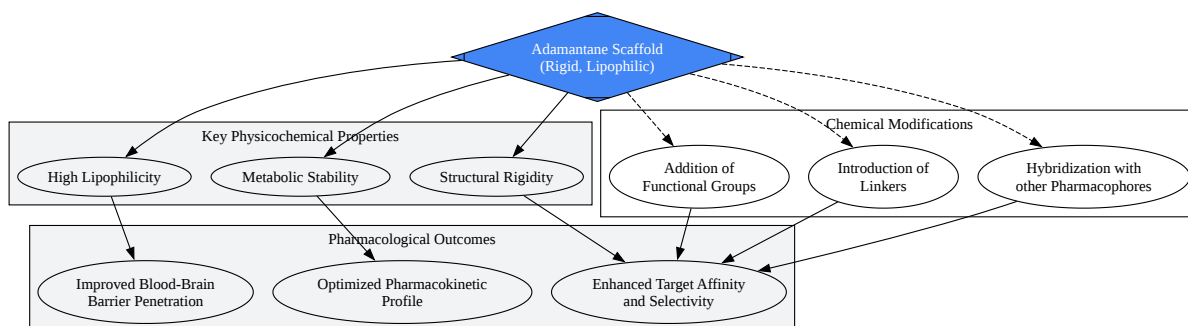 Adamantane Scaffold
(Rigid, Lipophilic)
Key Physicochemical Properties
Chemical Modifications
High Lipophilicity
Metabolic Stability
Structural Rigidity
Addition of
Functional Groups
Introduction of
Linkers
Hybridization with
other Pharmacophores
Pharmacological Outcomes
Improved Blood-Brain
Barrier Penetration
Optimized Pharmacokinetic
Profile
Enhanced Target Affinity
and Selectivity